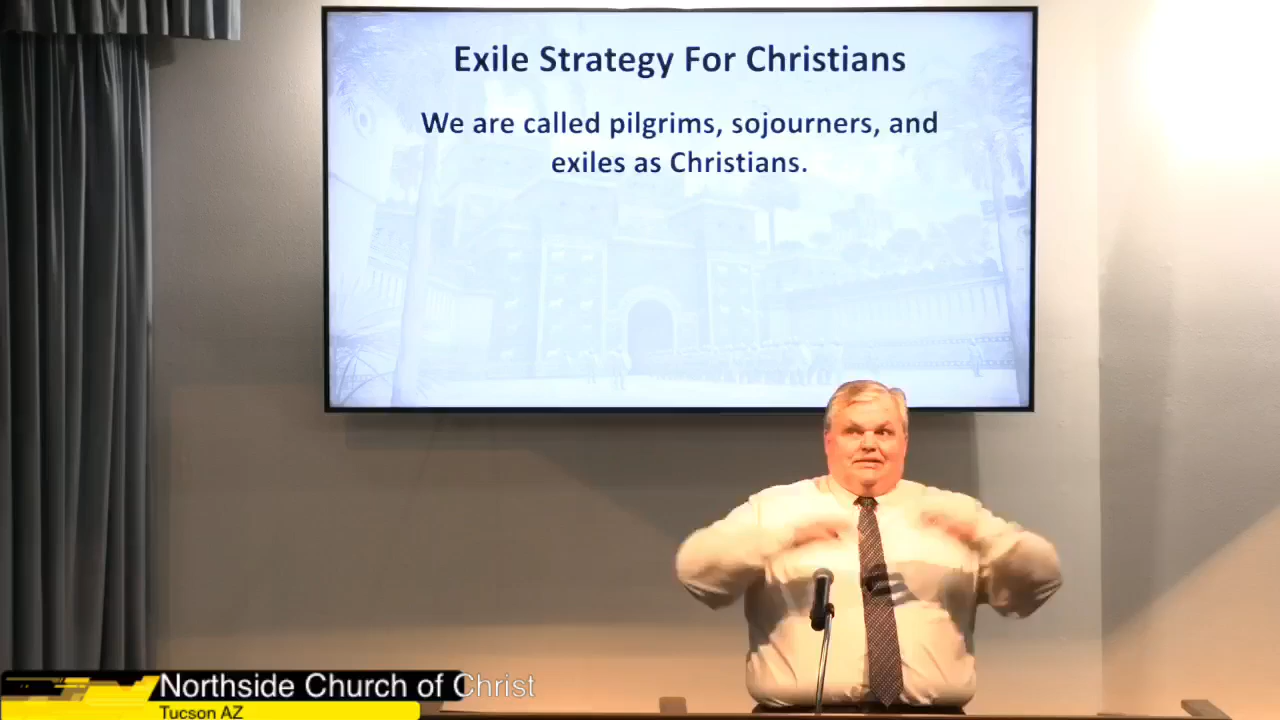 Exile Strategy For Christians
We are called pilgrims, sojourners, and
exiles as Christians.
Northside Church of Christ
Tucson AZ